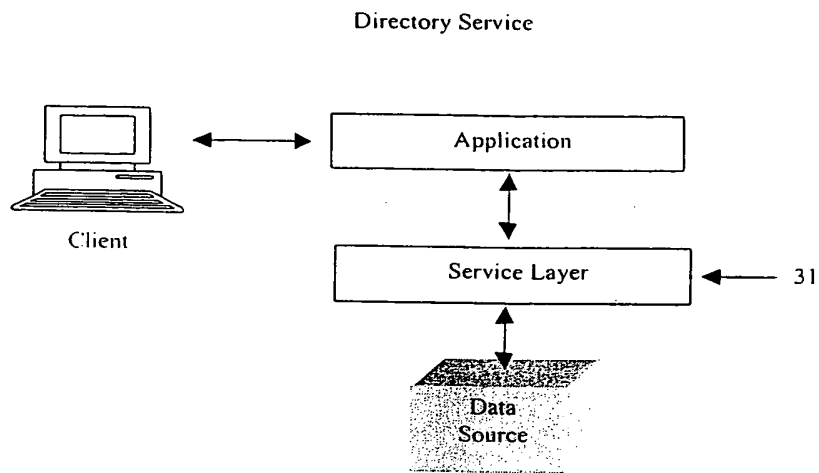 Directory Service
Application
Client
Service Layer
31
Data
Source